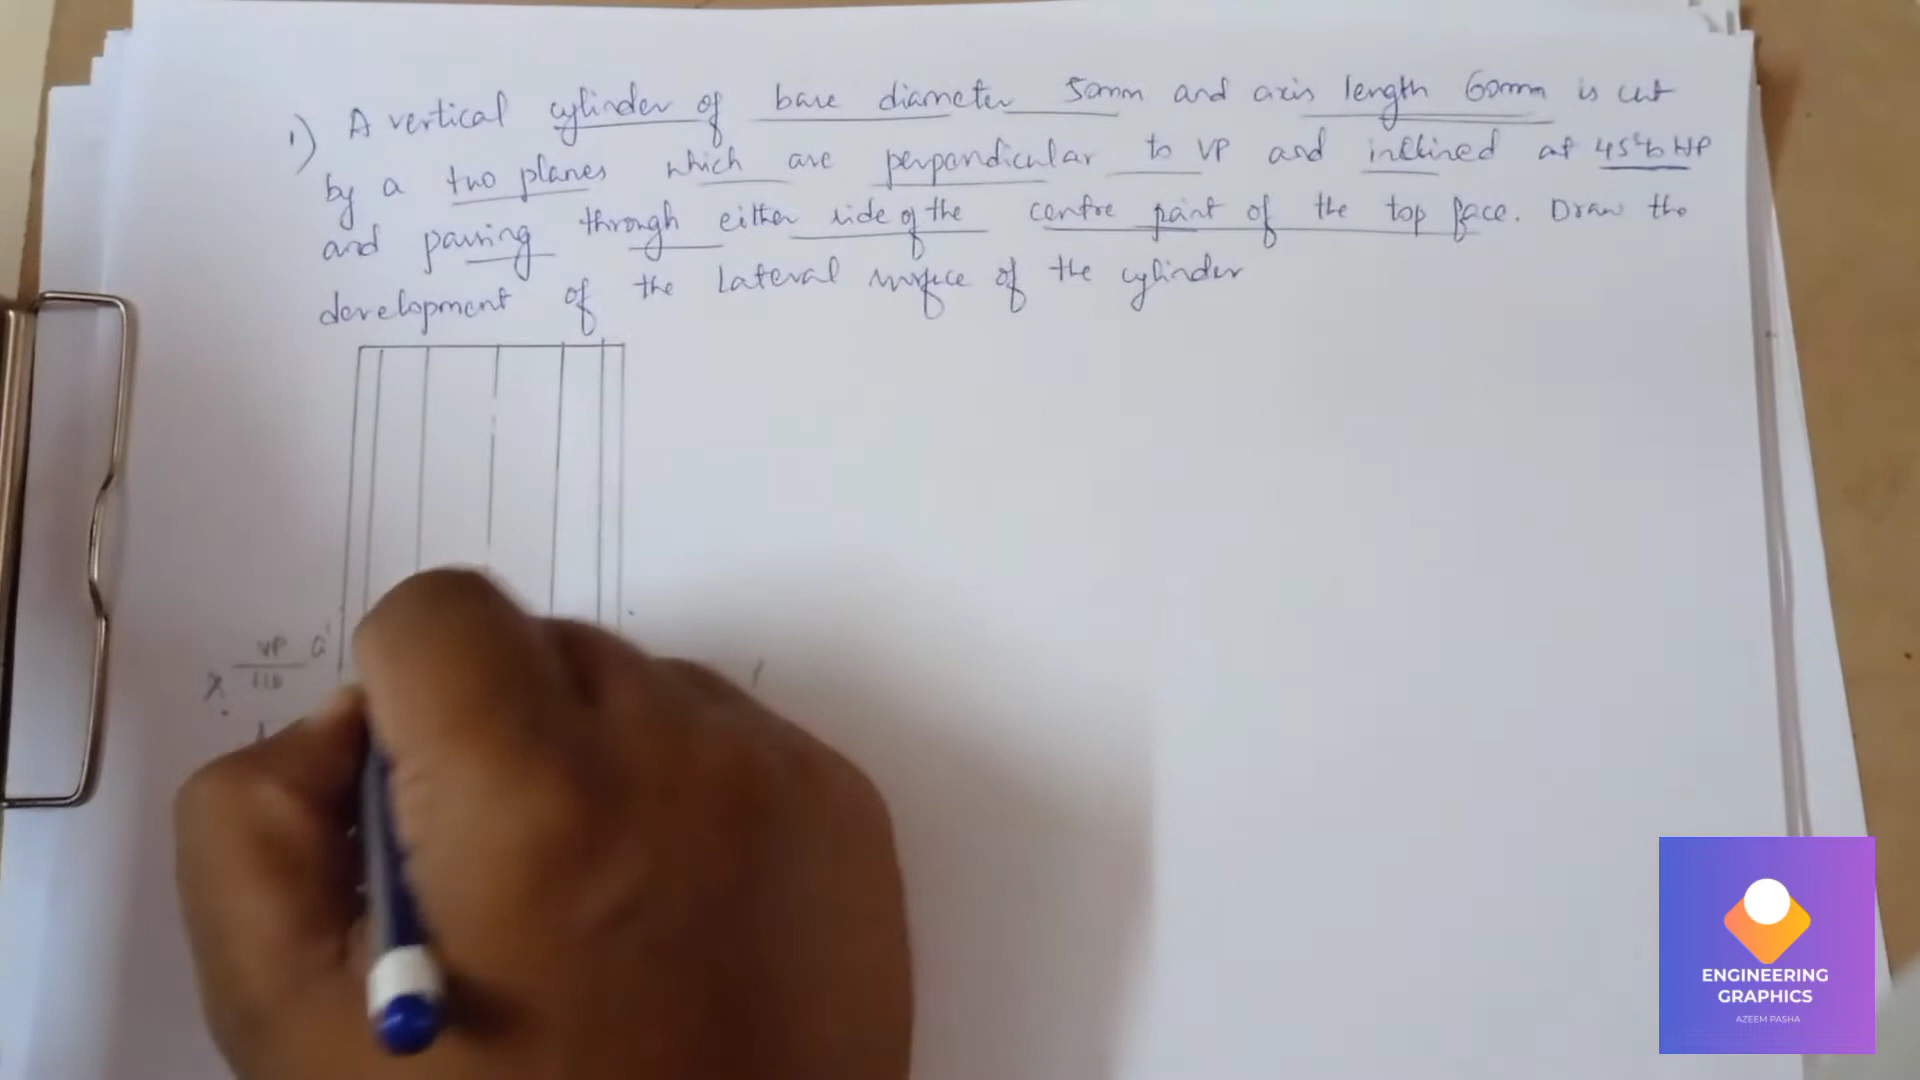 1) A vertical cylinder of base diameter 50mm and axis length 60mm is cut
by a two planes which are perpendicular to VP and inclined at 45° to HP
and passing through either side of the centre point of the top face. Draw the
development of the Lateral surface of the cylinder
VP a'
X HP
ENGINEERING
GRAPHICS
AZEEM PASHA